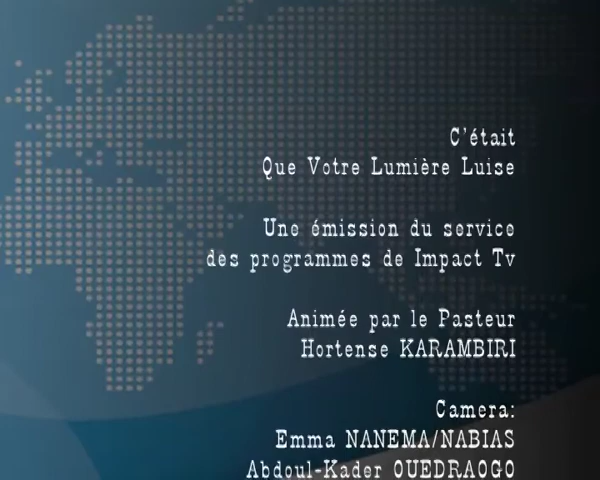 C'était
Que Votre Lumière Luise
Une émission du service
des programmes de Impact Tv
Animée par le Pasteur
Hortense KARAMBIRI
Camera:
Emma NANEMA/NABIAS
Abdoul-Kader OUEDRAOGO